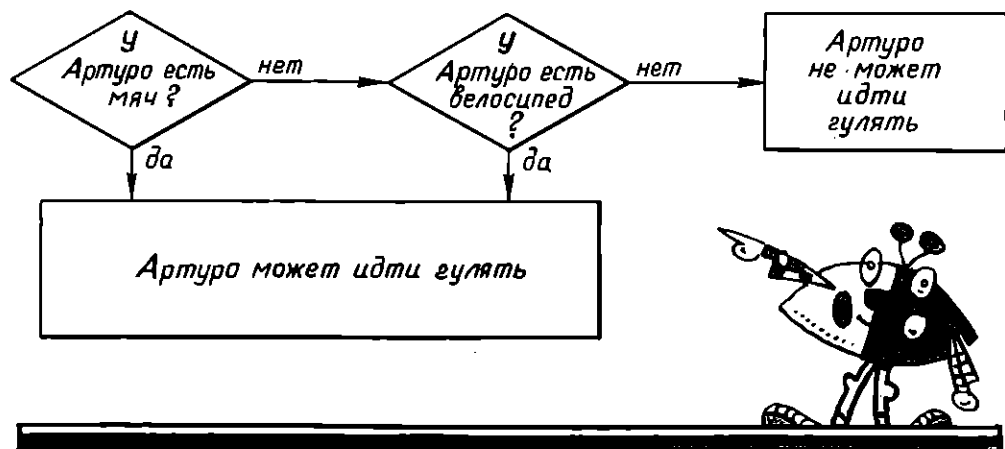 У
Артуро есть
мяч?
нет
да
У
Артуро есть
велосипед
?
нет
да
Артуро
не может
идти
гулять
Артуро может идти гулять